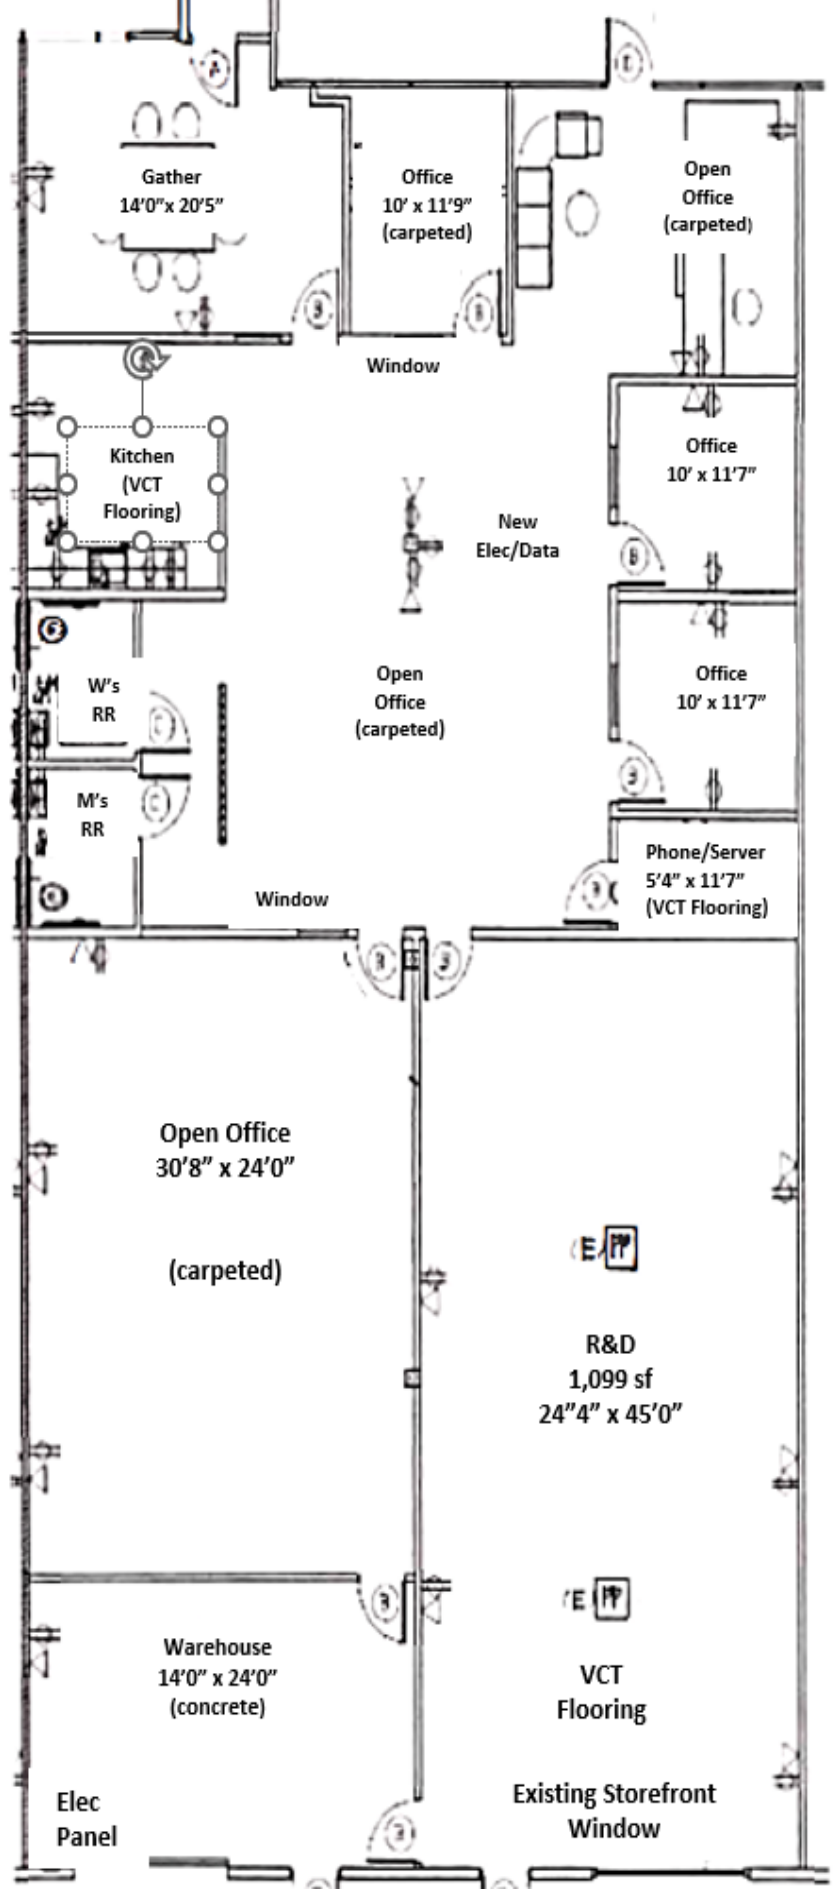 A
E
Gather
14'0"x 20'5"
Office
10' x 11'9"
(carpeted)
Open
Office
(carpeted)
B
B
Window
Kitchen
(VCT
Flooring)
Office
10' x 11'7"
New
Elec/Data
B
Open
Office
(carpeted)
Office
10' x 11'7"
W's
RR
C
B
M's
RR
C
Phone/Server
5'4" x 11'7"
(VCT Flooring)
Window
B
B
Open Office
30'8" x 24'0"
(carpeted)
E PP
R&D
1,099 sf
24"4" x 45'0"
E PP
Warehouse
14'0" x 24'0"
(concrete)
VCT
Flooring
Elec
Panel
Existing Storefront
Window